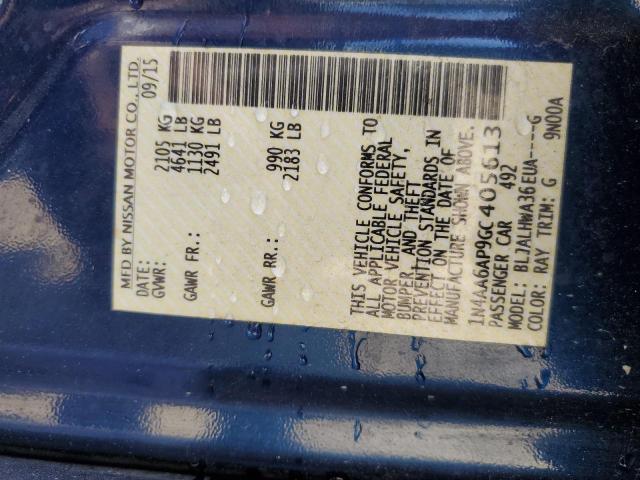 MFD BY NISSAN MOTOR CO., LTD.
DATE: 09/15
GVWR: 2105 KG
4641 LB
GAWR FR.: 1130 KG
2491 LB
GAWR RR.: 990 KG
2183 LB
THIS VEHICLE CONFORMS TO
ALL APPLICABLE FEDERAL
MOTOR VEHICLE SAFETY,
BUMPER, AND THEFT
PREVENTION STANDARDS IN
EFFECT ON THE DATE OF
MANUFACTURE SHOWN ABOVE.
1N4AA6AP9GC405613
PASSENGER CAR 492
MODEL: BLJALHWA36EUA-----G
COLOR: RAY TRIM: G 9N00A